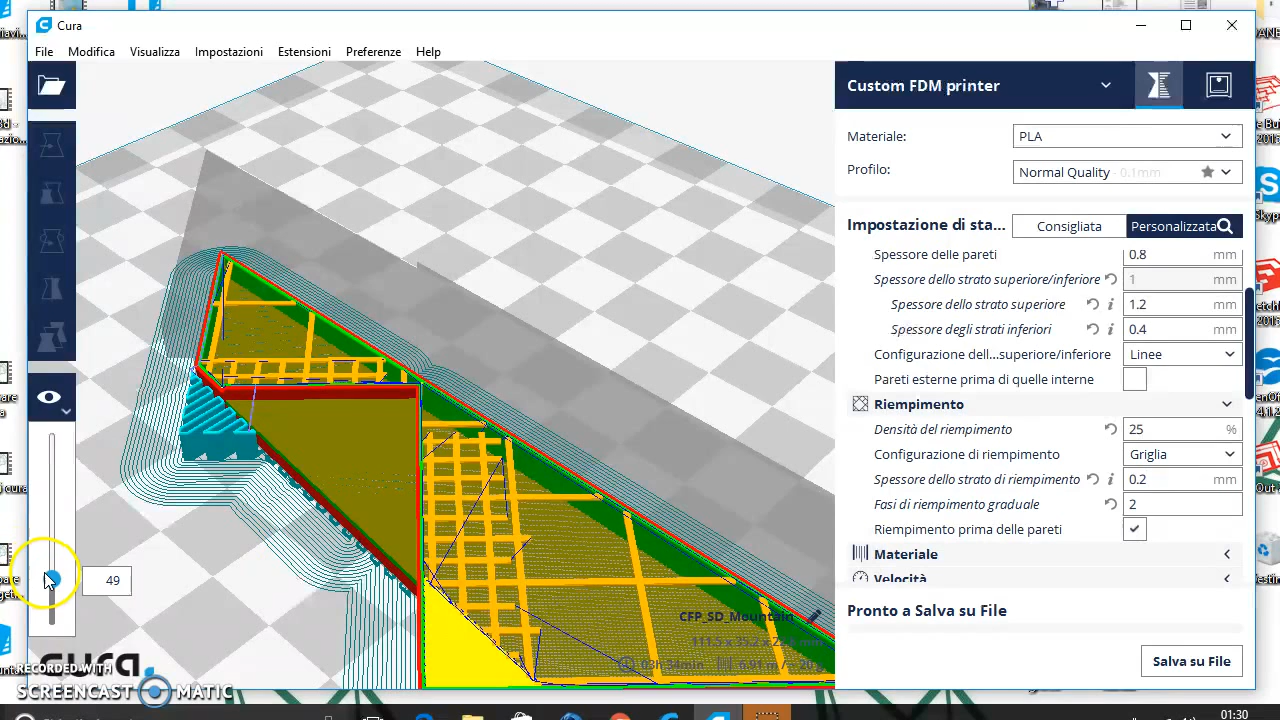 Cura
File Modifica Visualizza Impostazioni Estensioni Preferenze Help
Custom FDM printer
Materiale: PLA
Profilo: Normal Quality - 0.1mm
Impostazione di sta... Consigliata Personalizzata
Spessore delle pareti 0.8 mm
Spessore dello strato superiore/inferiore 1 mm
Spessore dello strato superiore 1.2 mm
Spessore degli strati inferiori 0.4 mm
Configurazione dell...superiore/inferiore Linee
Pareti esterne prima di quelle interne
Riempimento
Densità del riempimento 25 %
Configurazione di riempimento Griglia
Spessore dello strato di riempimento 0.2 mm
Fasi di riempimento graduale 2
Riempimento prima delle pareti
Materiale
Velocità
49
CFP_SD_Mountain
03h 34min
Pronto a Salva su File
Salva su File
cura.
RECORDED WITH
SCREENCAST MATIC
01:30